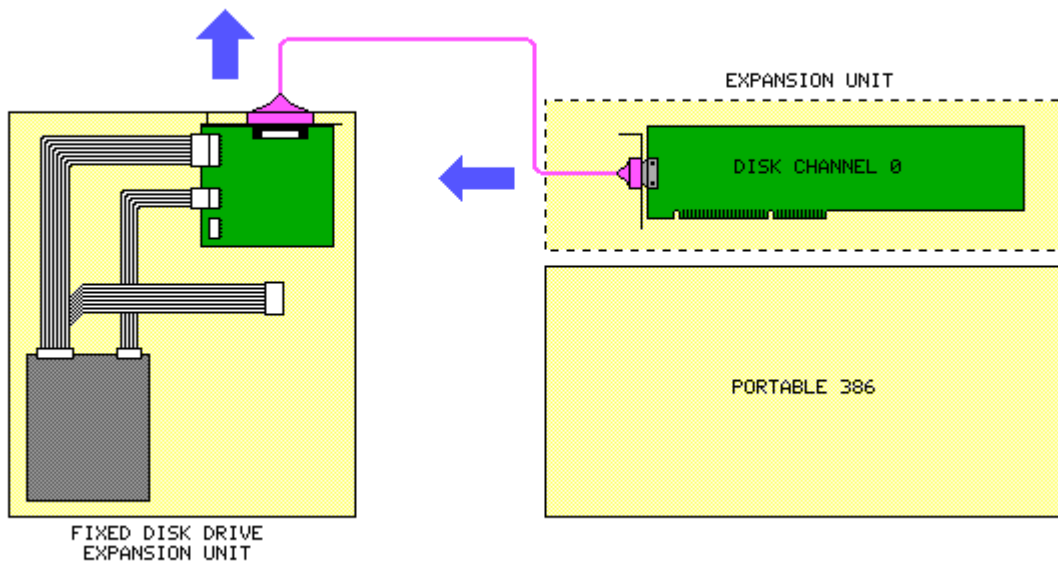 EXPANSION UNIT
DISK CHANNEL 0
PORTABLE 386
FIXED DISK DRIVE
EXPANSION UNIT